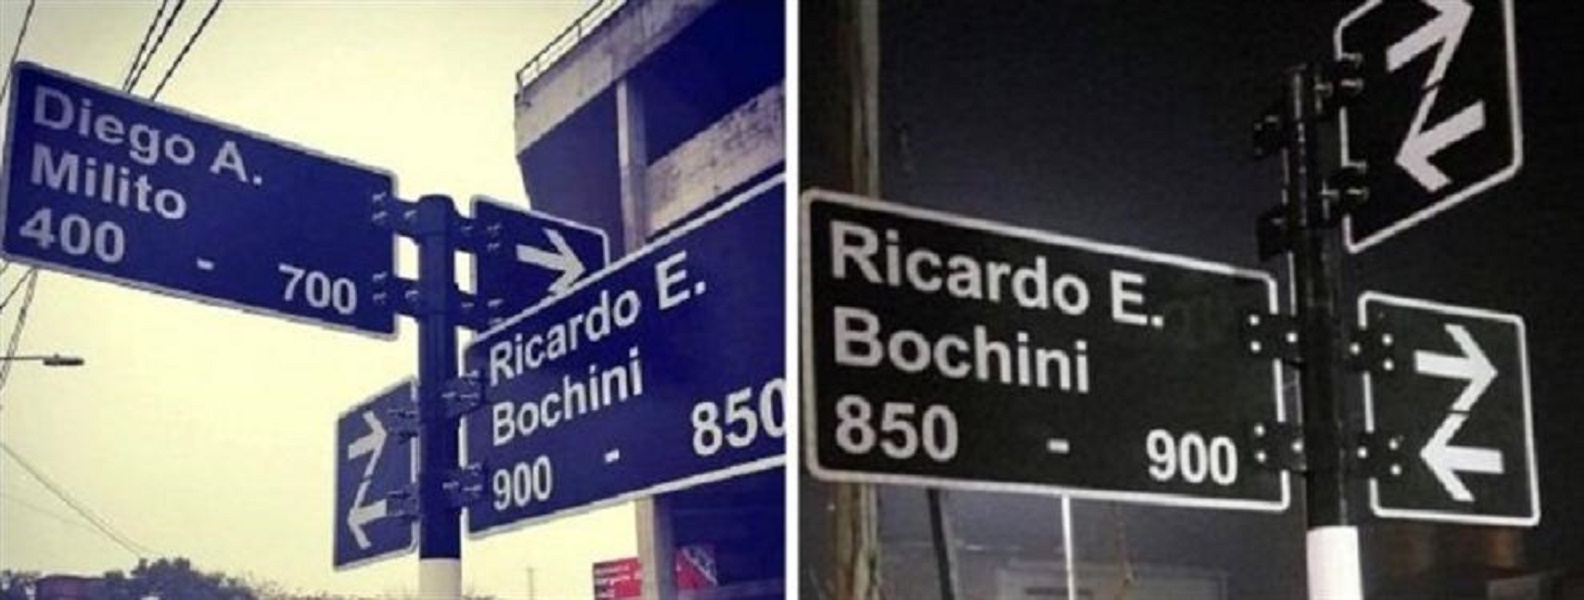 Diego A.
Milito
400 - 700
Ricardo E.
Bochini
900 - 850
Ricardo E.
Bochini
850 - 900